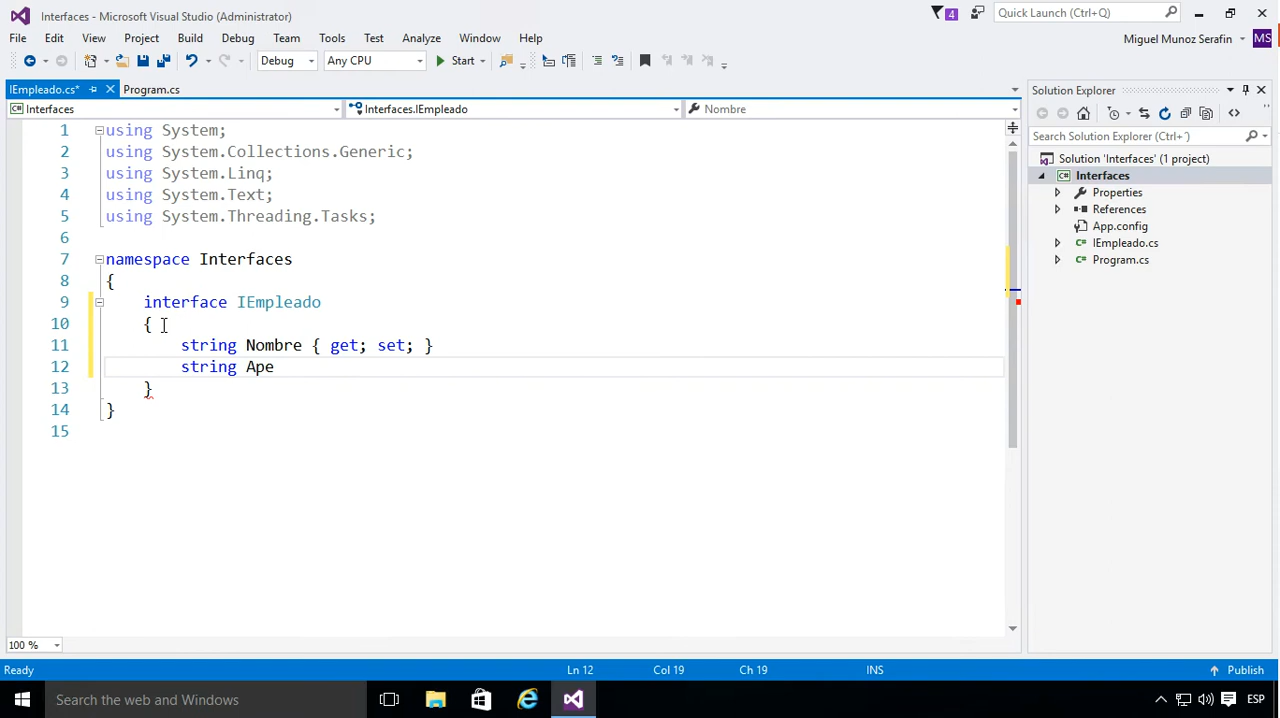 Interfaces - Microsoft Visual Studio (Administrator)
4
Quick Launch (Ctrl+Q)
File Edit View Project Build Debug Team Tools Test Analyze Window Help
Miguel Munoz Serafin MS
Debug Any CPU Start
IEmpleado.cs* Program.cs
Solution Explorer
Interfaces Interfaces.IEmpleado Nombre
Search Solution Explorer (Ctrl+´)
Solution 'Interfaces' (1 project)
Interfaces
Properties
References
App.config
IEmpleado.cs
Program.cs
1 using System;
2 using System.Collections.Generic;
3 using System.Linq;
4 using System.Text;
5 using System.Threading.Tasks;
6
7 namespace Interfaces
8 {
9 interface IEmpleado
10 {
11 string Nombre { get; set; }
12 string Ape
13 }
14 }
15
100 %
Ready Ln 12 Col 19 Ch 19 INS Publish
Search the web and Windows
ESP